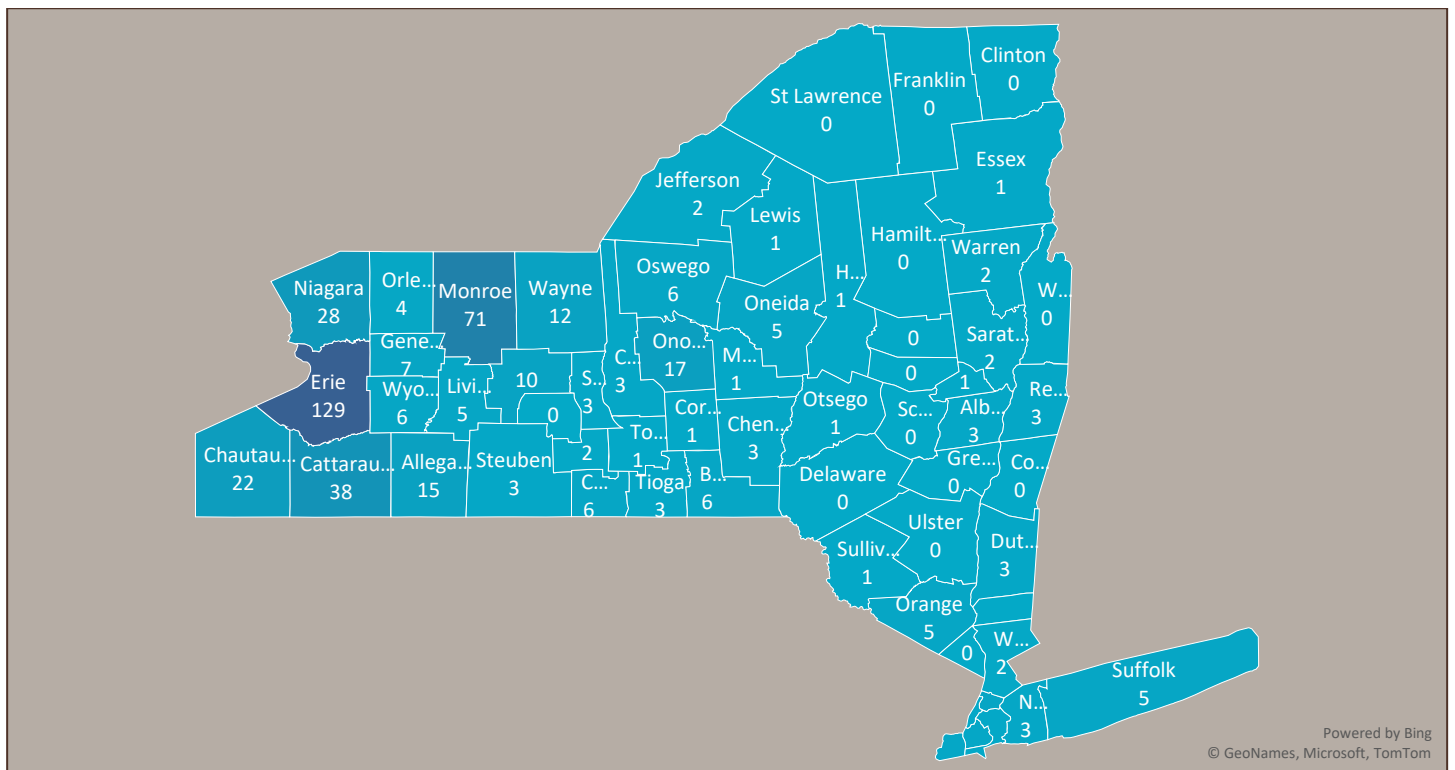 Clinton
0
Franklin
0
St Lawrence
0
Essex
1
Jefferson
2
Lewis
1
Hamilt...
0
Warren
2
W...
0
H...
1
Oswego
6
Oneida
5
Niagara
28
Orle...
4
Monroe
71
Wayne
12
C...
3
Ono...
17
M...
1
0
Sarat...
2
0
1
Gene...
7
Erie
129
Wyo...
6
Livi...
5
10
0
S...
3
Cor...
1
Chen...
3
Otsego
1
Sc...
0
Alb...
3
Re...
3
Chautau...
22
Cattarau...
38
Allega...
15
Steuben
3
2
To...
1
C...
6
Tioga
3
B...
6
Delaware
0
Gre...
0
Co...
0
Ulster
0
Sulliv...
1
Dut...
3
Orange
5
0
W...
2
N...
3
Suffolk
5
Powered by Bing
© GeoNames, Microsoft, TomTom